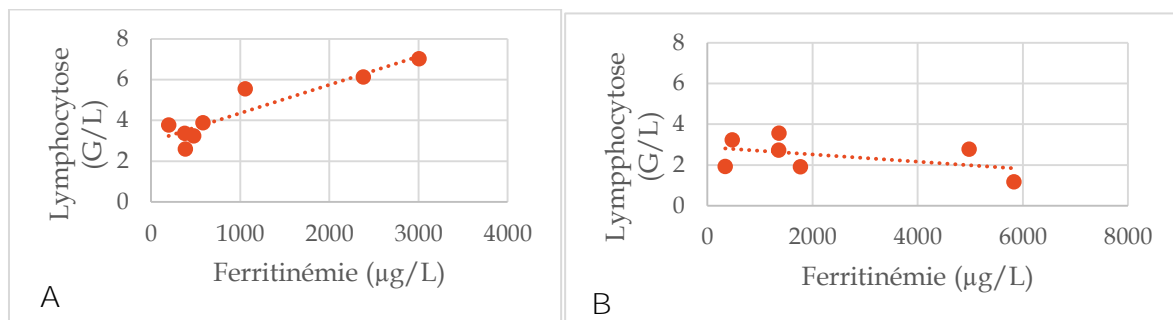 Lymphocytose
(G/L)
8
6
4
2
0
0 1000 2000 3000 4000
Ferritinémie (µg/L)
A
Lympphocytose
(G/L)
8
6
4
2
0
0 2000 4000 6000 8000
Ferritinémie (µg/L)
B